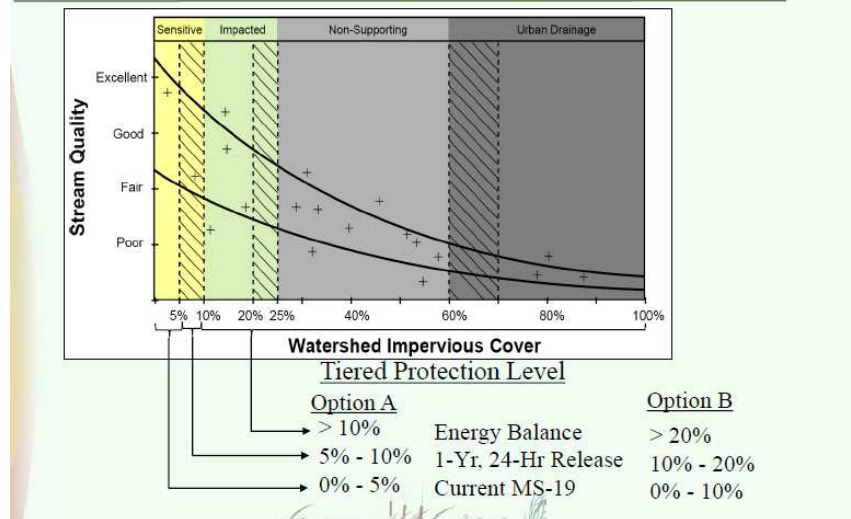 Sensitive Impacted Non-Supporting Urban Drainage
Excellent
Good
Fair
Poor
Stream Quality
5% 10% 20% 25% 40% 60% 80% 100%
Watershed Impervious Cover
Tiered Protection Level
Option A Option B
> 10% Energy Balance > 20%
5% - 10% 1-Yr, 24-Hr Release 10% - 20%
0% - 5% Current MS-19 0% - 10%